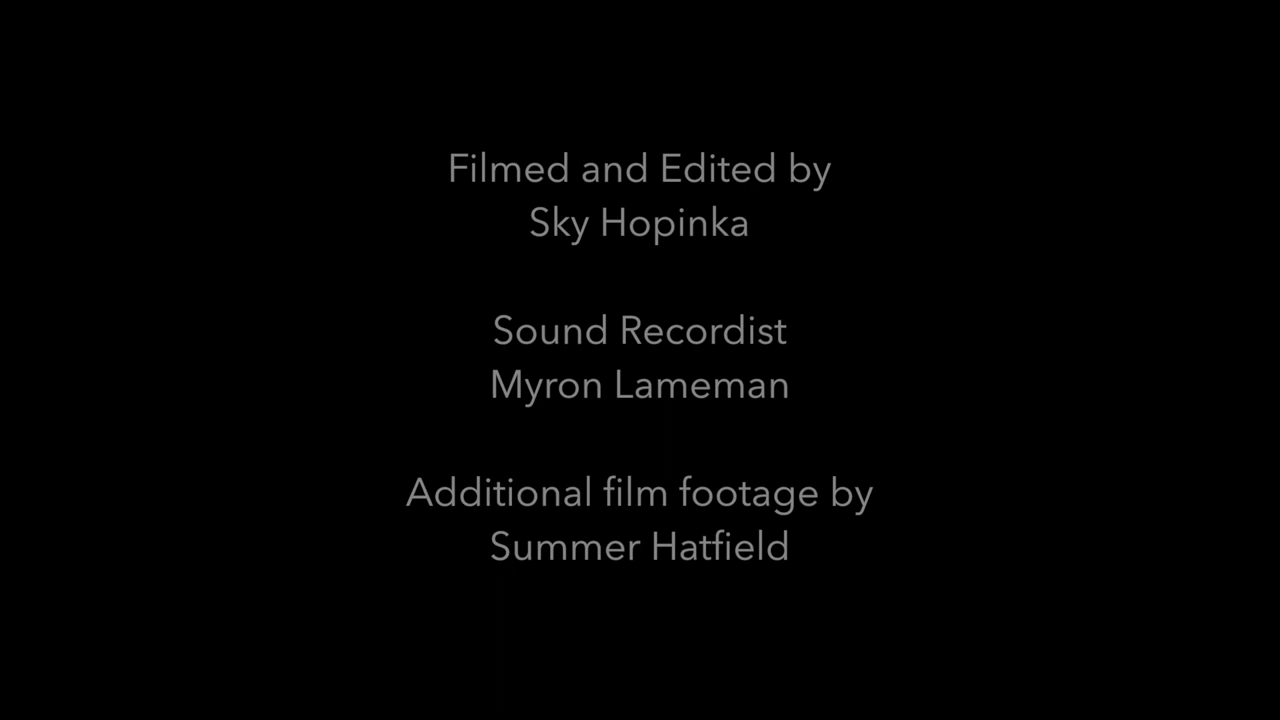 Filmed and Edited by
Sky Hopinka
Sound Recordist
Myron Lameman
Additional film footage by
Summer Hatfield